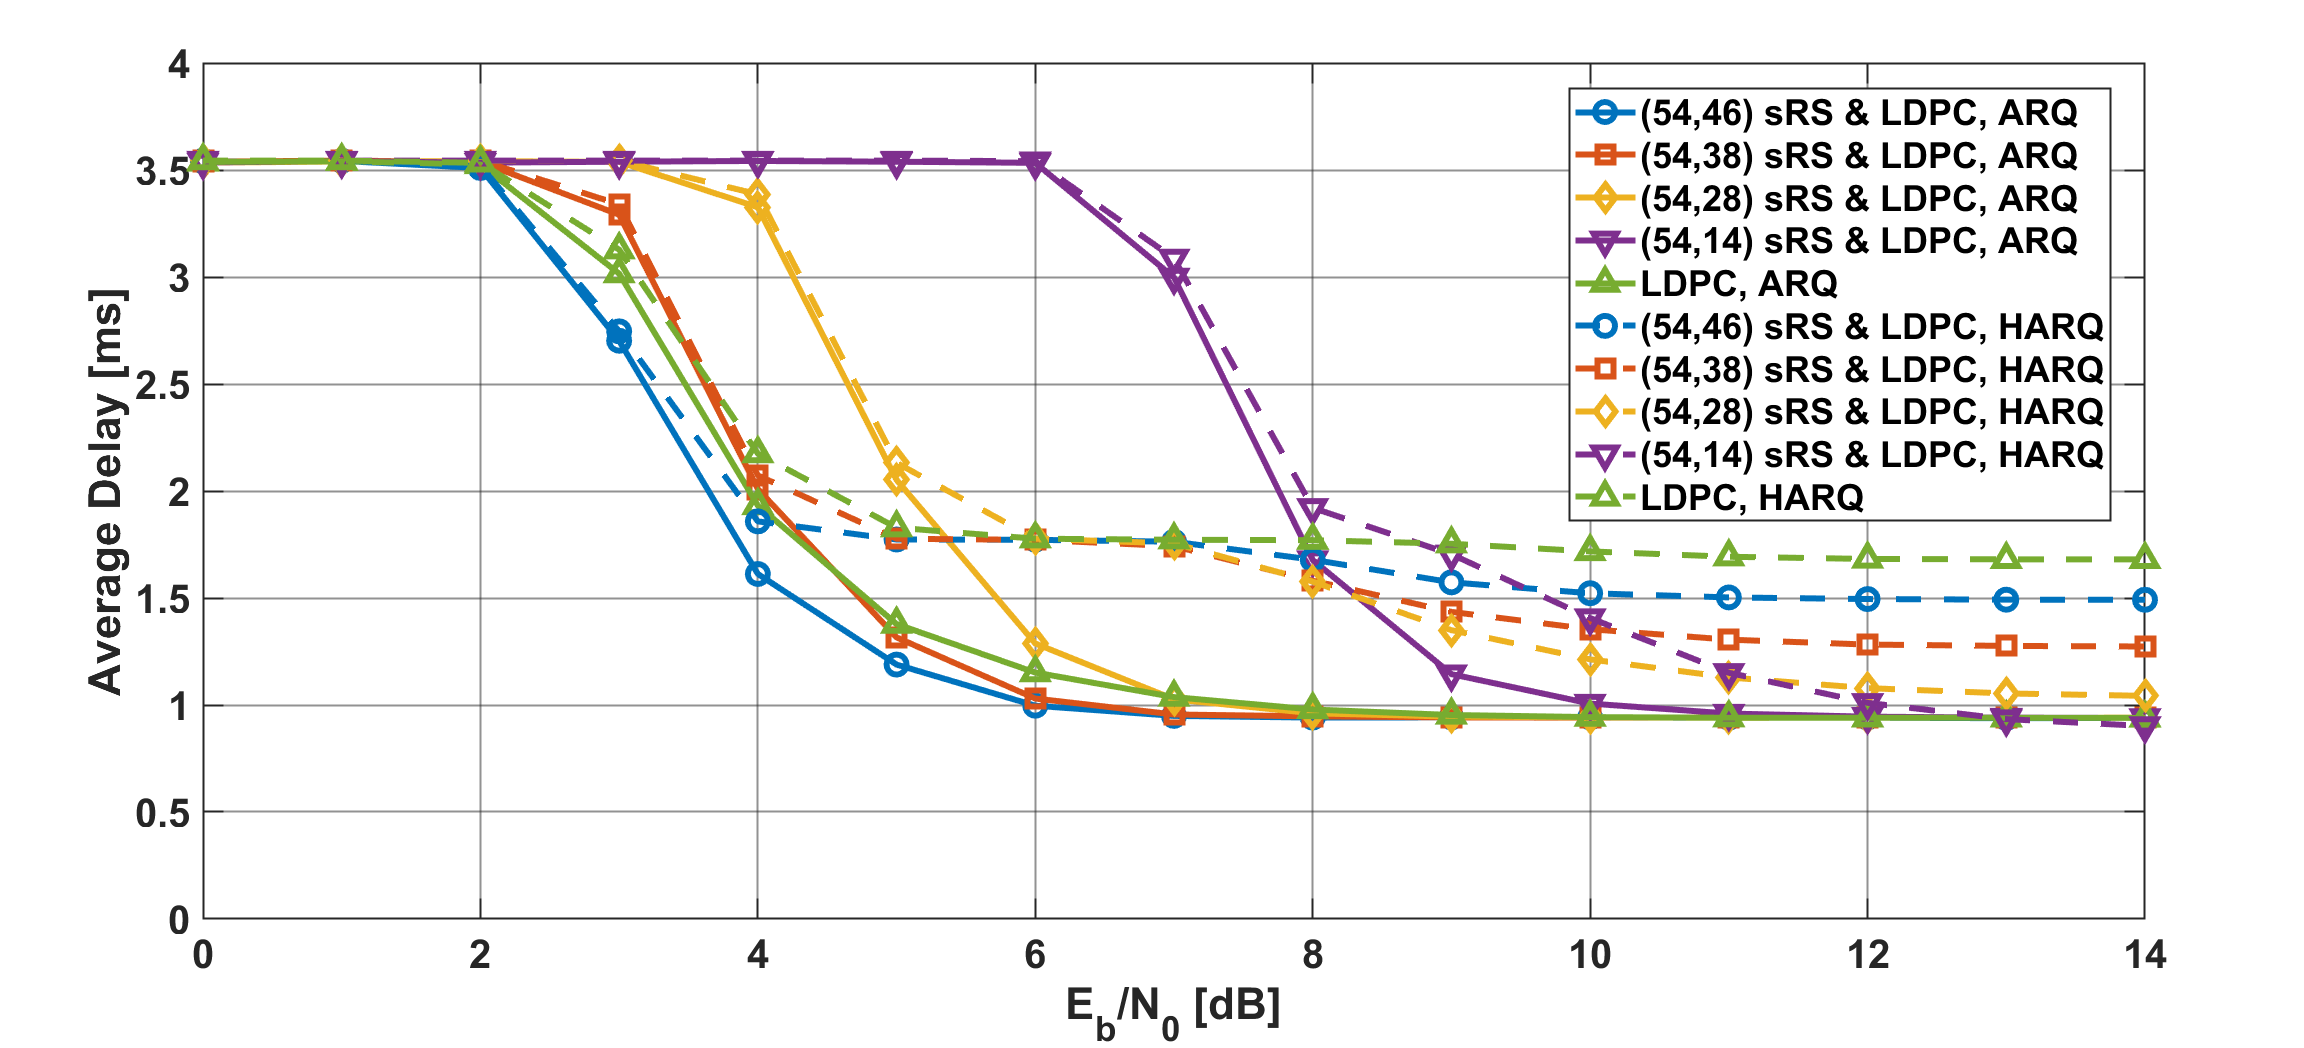 4
3.5
3
2.5
2
1.5
1
0.5
0
Average Delay [ms]
(54,46) sRS & LDPC, ARQ
(54,38) sRS & LDPC, ARQ
(54,28) sRS & LDPC, ARQ
(54,14) sRS & LDPC, ARQ
LDPC, ARQ
(54,46) sRS & LDPC, HARQ
(54,38) sRS & LDPC, HARQ
(54,28) sRS & LDPC, HARQ
(54,14) sRS & LDPC, HARQ
LDPC, HARQ
0 2 4 6 8 10 12 14
E_b/N_0 [dB]